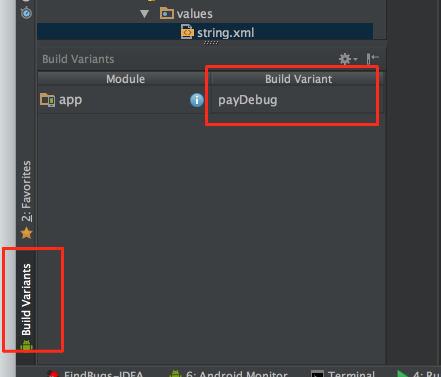 values
string.xml
Build Variants
Module Build Variant
app payDebug
2: Favorites
Build Variants
FindBugs-IDEA 6: Android Monitor Terminal 4: Ru